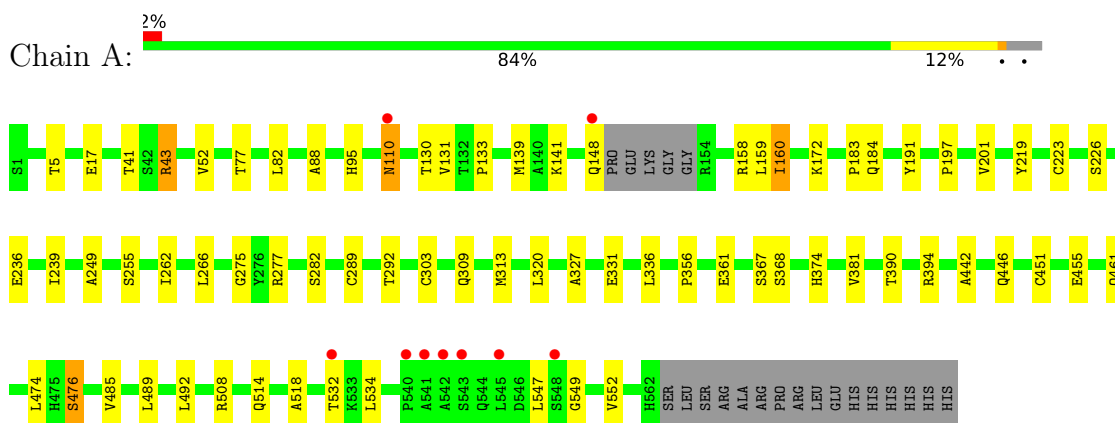 2%
Chain A:
84% 12% • •
S1 T5 E17 T41 S42 R43 V52 T77 L82 A88 H95 N110 T130 V131 T132 P133 M139 A140 K141 Q148 PRO GLU LYS GLY GLY R154 R158 L159 I160 K172 P183 Q184 Y191 P197 V201 Y219 C223 S226
E236 I239 A249 S255 I262 L266 G275 Y276 R277 S282 C289 T292 C303 Q309 M313 L320 A327 E331 L336 P356 E361 S367 S368 H374 V381 T390 R394 A442 Q446 C451 E455
L474 H475 S476 V485 L489 L492 R508 Q514 A518 T532 K533 L534 P540 A541 A542 S543 Q544 L545 D546 L547 S548 G549 V552 H562 SER LEU SER ARG ALA ARG PRO ARG LEU GLU HIS HIS HIS HIS HIS HIS